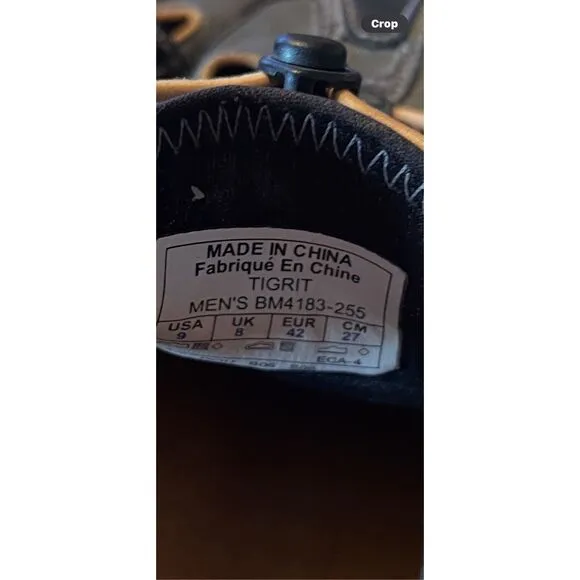 Crop
MADE IN CHINA
Fabriqué En Chine
TIGRIT
MEN'S BM4183-255
USA UK EUR CM
9 8 42 27
ECA-4